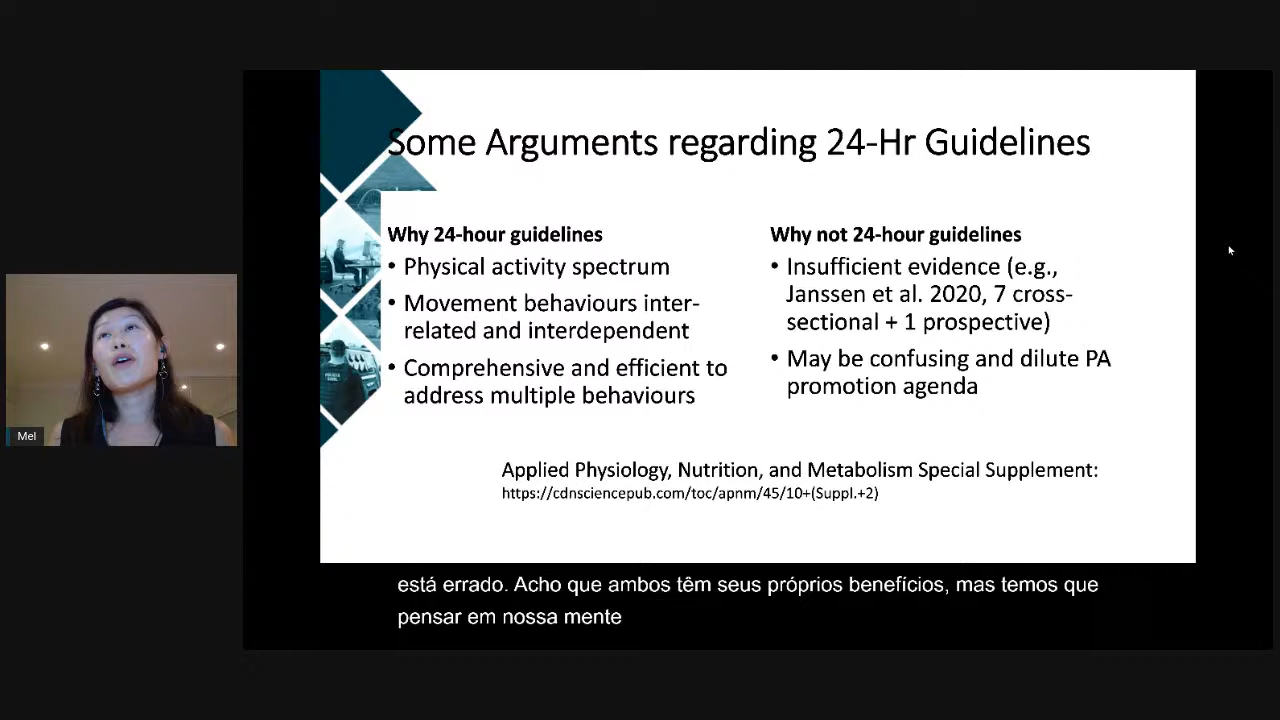 Some Arguments regarding 24-Hr Guidelines
Why 24-hour guidelines
• Physical activity spectrum
• Movement behaviours inter-
related and interdependent
• Comprehensive and efficient to
address multiple behaviours
Why not 24-hour guidelines
• Insufficient evidence (e.g.,
Janssen et al. 2020, 7 cross-
sectional + 1 prospective)
• May be confusing and dilute PA
promotion agenda
Applied Physiology, Nutrition, and Metabolism Special Supplement:
https://cdnsciencepub.com/toc/apnm/45/10+(Suppl.+2)
Mel
está errado. Acho que ambos têm seus próprios benefícios, mas temos que
pensar em nossa mente